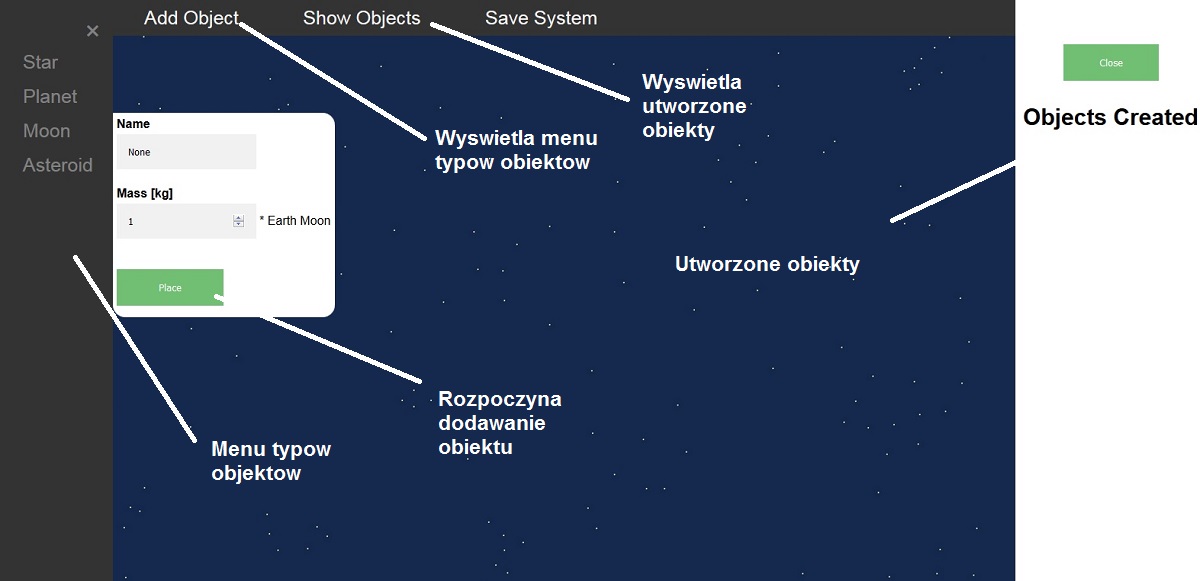 Add Object
Show Objects
Save System
×
Star
Planet
Moon
Asteroid
Name
None
Mass [kg]
1
* Earth Moon
Place
Wyswietla menu
typow obiektow
Wyswietla
utworzone
obiekty
Utworzone obiekty
Rozpoczyna
dodawanie
obiektu
Menu typow
objektow
Close
Objects Created